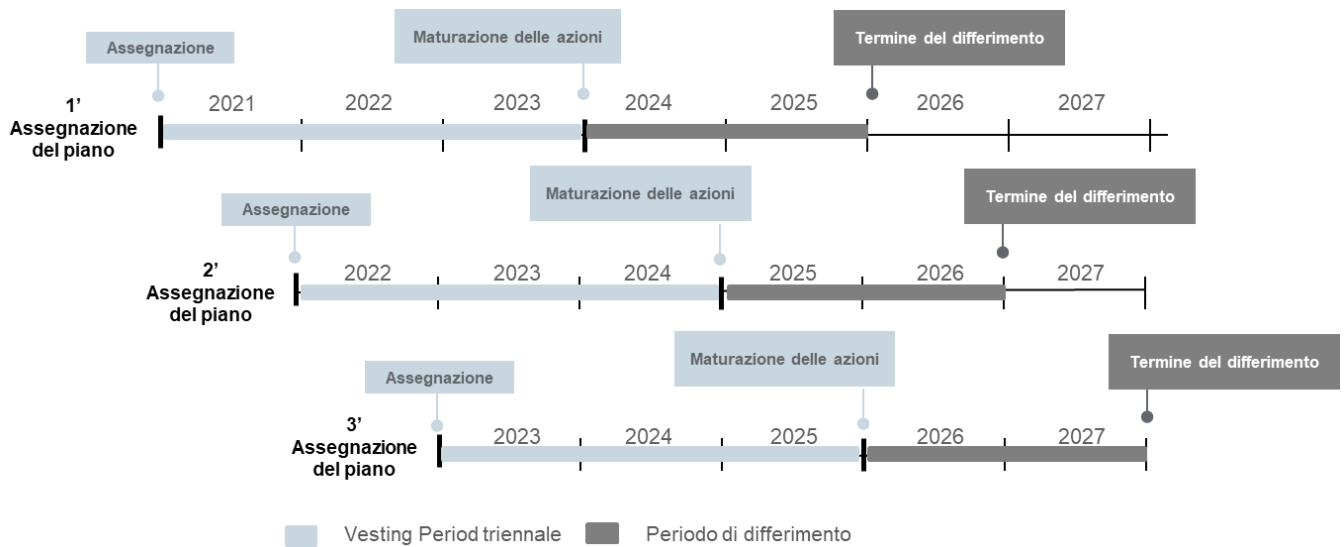 Assegnazione
Maturazione delle azioni
Termine del differimento
1’
Assegnazione
del piano
2021
2022
2023
2024
2025
2026
2027
Assegnazione
Maturazione delle azioni
Termine del differimento
2’
Assegnazione
del piano
2022
2023
2024
2025
2026
2027
Assegnazione
Maturazione delle azioni
Termine del differimento
3’
Assegnazione
del piano
2023
2024
2025
2026
2027
Vesting Period triennale
Periodo di differimento